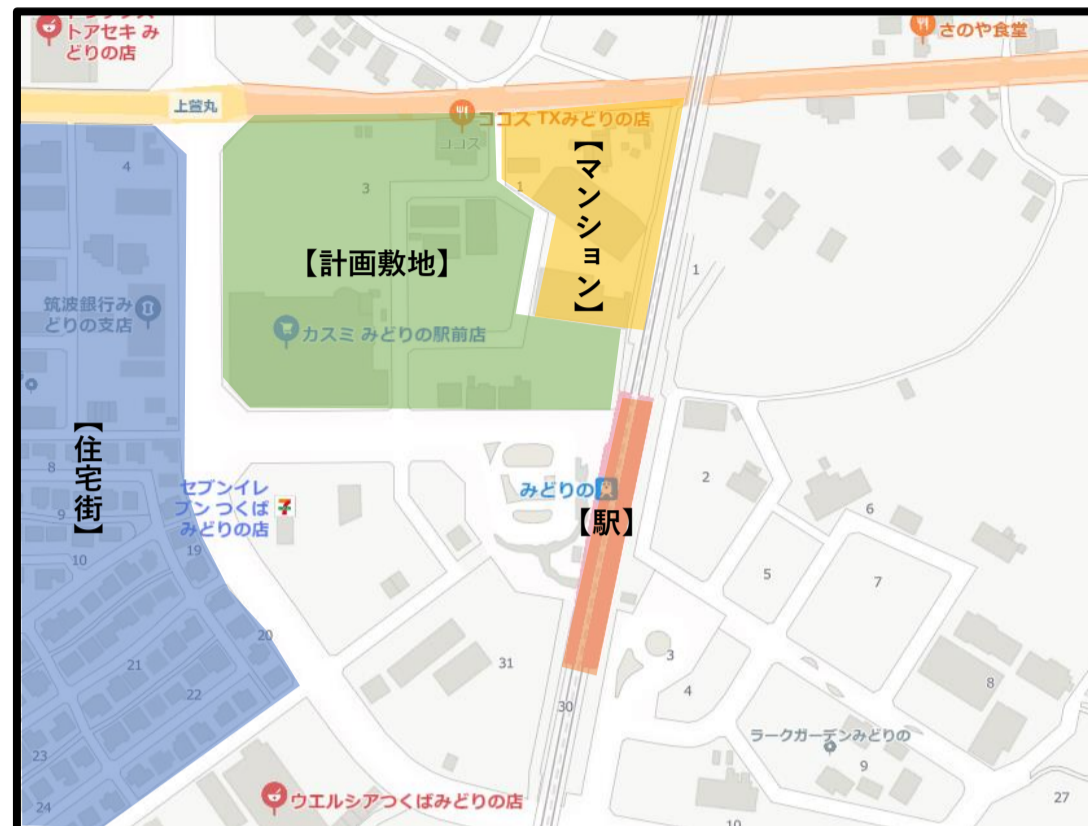 トアセキ み
どりの店
さのや食堂
上萱丸
ココス TXみどりの店
ココス
4
3
1
【マンション】
【計画敷地】
1
筑波銀行み
どりの支店
カスミ みどりの駅前店
【住宅街】
8
9
10
セブンイレ
ブン つくば
みどりの店
7
19
みどりの
【駅】
2
6
5
7
20
21
22
23
24
31
30
3
4
8
ラークガーデンみどりの
9
27
10
ウエルシアつくばみどりの店